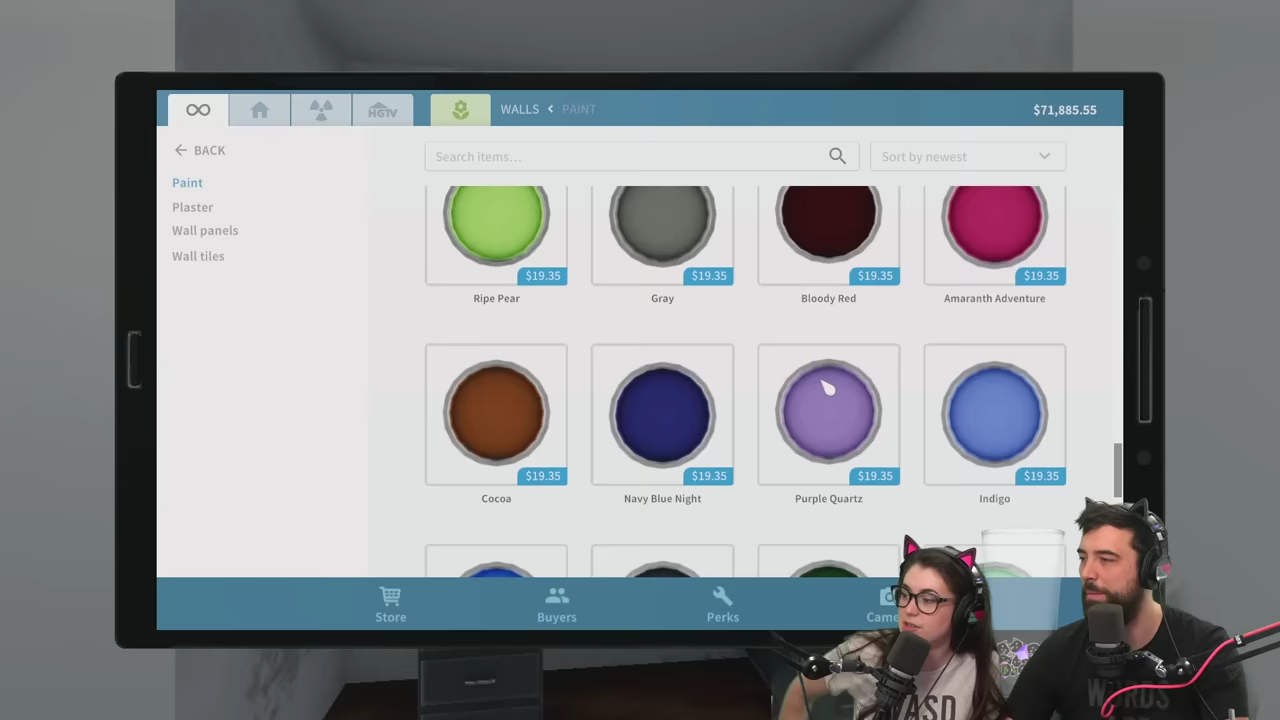 HGTV
WALLS < PAINT
$71,885.55
BACK
Search items...
Sort by newest
Paint
Plaster
Wall panels
Wall tiles
$19.35
$19.35
$19.35
$19.35
Ripe Pear
Gray
Bloody Red
Amaranth Adventure
$19.35
$19.35
$19.35
$19.35
Cocoa
Navy Blue Night
Purple Quartz
Indigo
Store
Buyers
Perks
WORDS